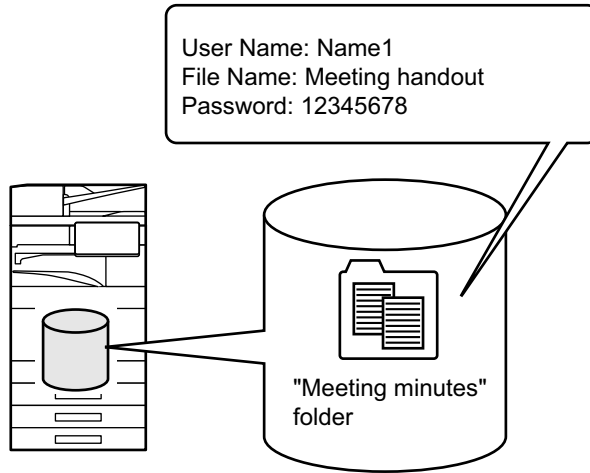 User Name: Name1
File Name: Meeting handout
Password: 12345678
"Meeting minutes"
folder